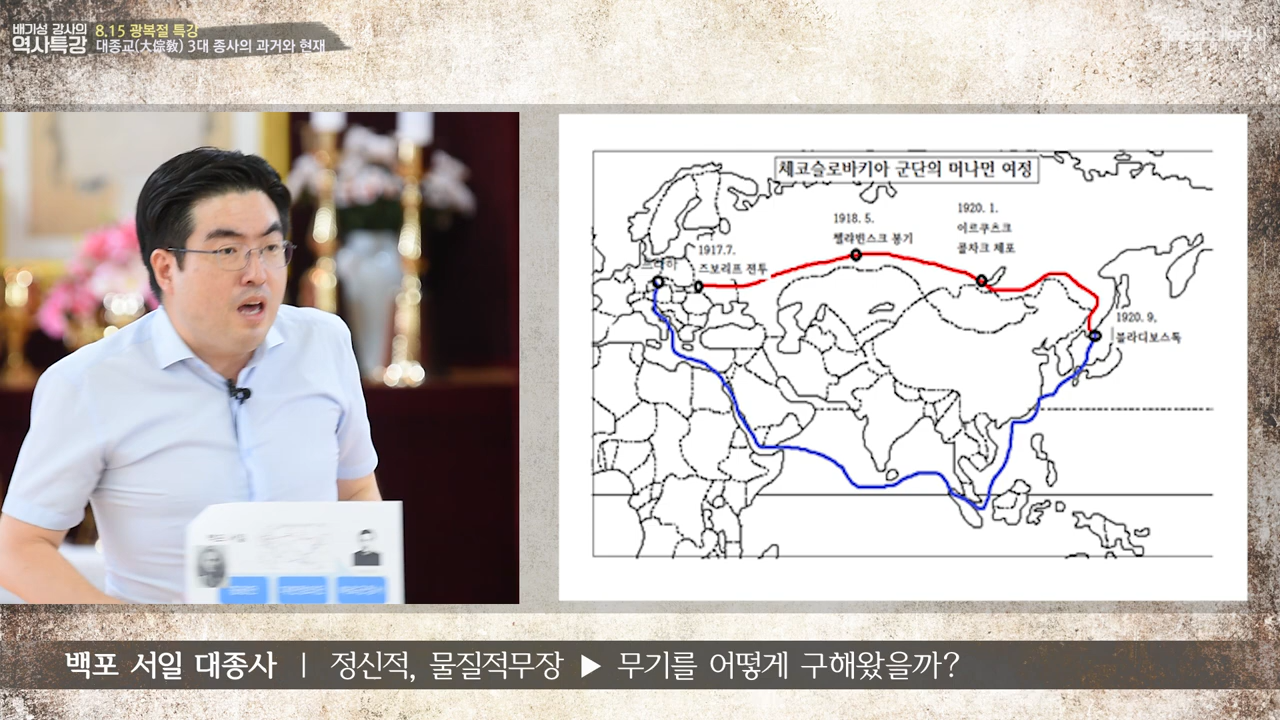 배기성 강사의
역사특강
8.15 광복절 특강
대종교(大倧敎) 3대 종사의 과거와 현재
체코슬로바키아 군단의 머나먼 여정
1920. 1.
이르쿠츠크
콜차크 체포
1918. 5.
첼랴빈스크 봉기
1917.7.
즈보리프 전투
프라하
1920. 9.
블라디보스톡
백포 서일 대종사 | 정신적, 물질적무장 ▶ 무기를 어떻게 구해왔을까?